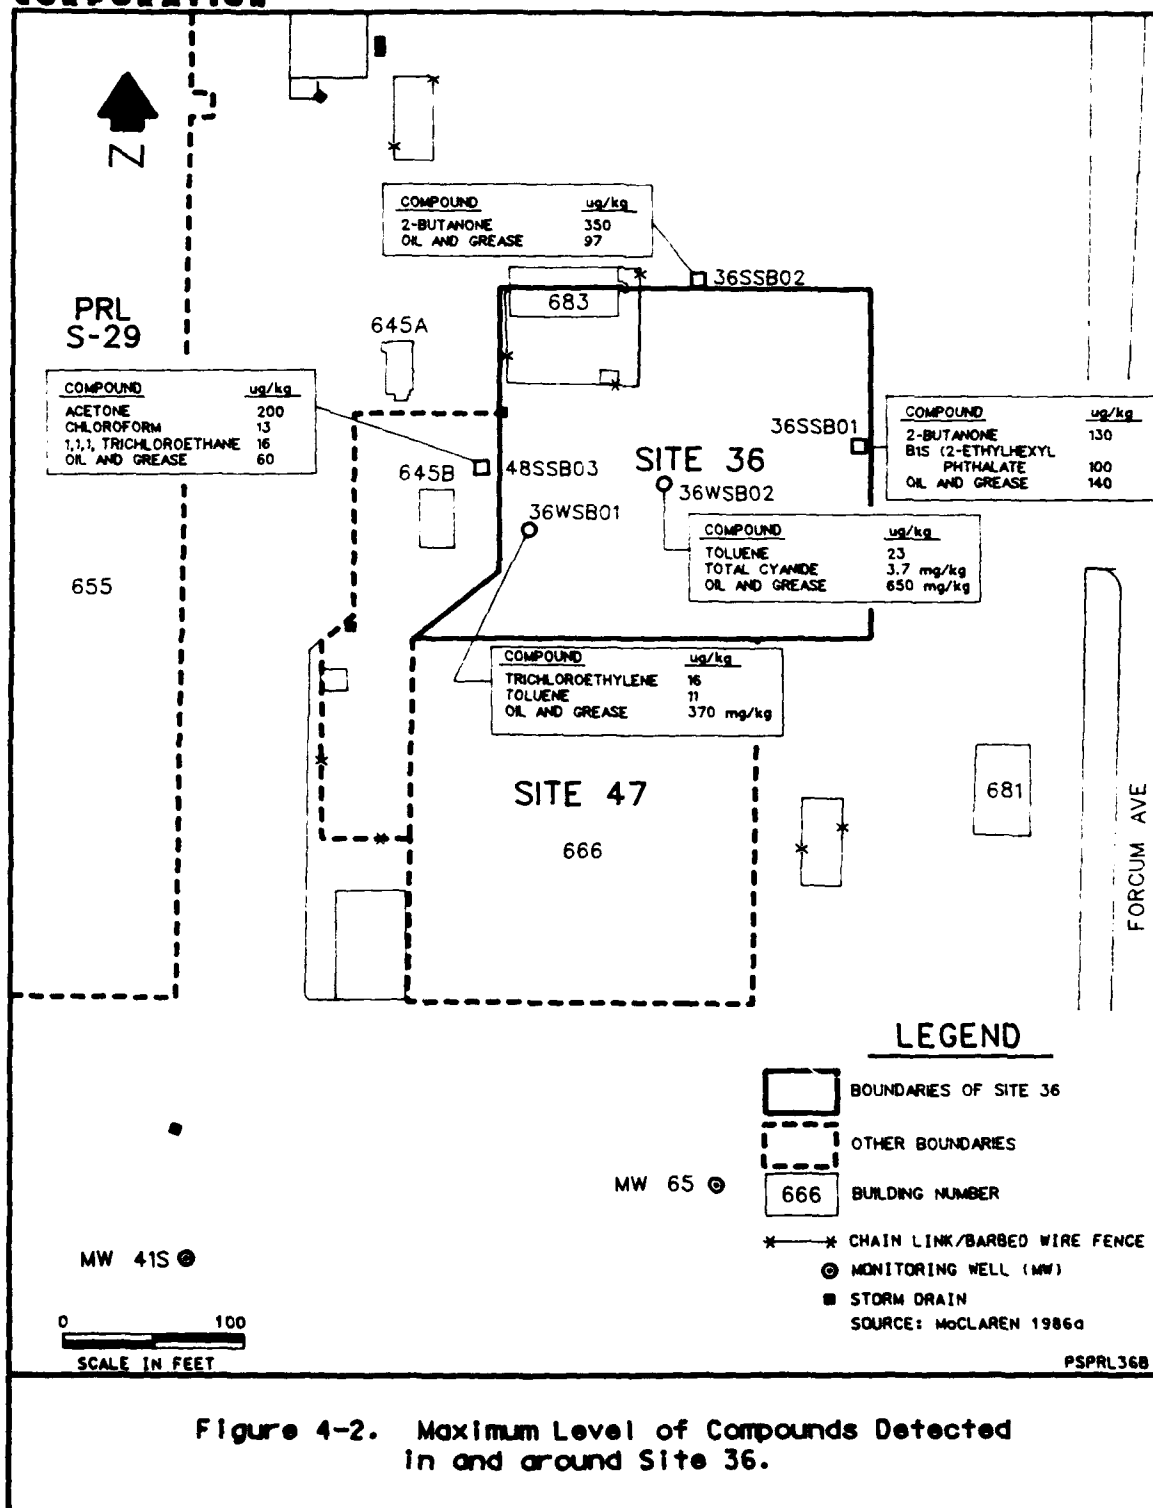 CORPORATION
N
COMPOUND ug/kg
2-BUTANONE 350
OIL AND GREASE 97
36SSB02
683
PRL
S-29
645A
COMPOUND ug/kg
ACETONE 200
CHLOROFORM 13
1,1,1, TRICHLOROETHANE 16
OIL AND GREASE 60
36SSB01
COMPOUND ug/kg
2-BUTANONE 130
BIS (2-ETHYLHEXYL
PHTHALATE 100
OIL AND GREASE 140
645B
48SSB03
SITE 36
36WSB02
36WSB01
COMPOUND ug/kg
TOLUENE 23
TOTAL CYANIDE 3.7 mg/kg
OIL AND GREASE 650 mg/kg
655
COMPOUND ug/kg
TRICHLOROETHYLENE 16
TOLUENE 11
OIL AND GREASE 370 mg/kg
SITE 47
666
681
FORCUM AVE
LEGEND
BOUNDARIES OF SITE 36
OTHER BOUNDARIES
666 BUILDING NUMBER
CHAIN LINK/BARBED WIRE FENCE
MONITORING WELL (MW)
STORM DRAIN
SOURCE: McCLAREN 1986a
MW 65
MW 41S
0 100
SCALE IN FEET
PSPRL36B
Figure 4-2. Maximum Level of Compounds Detected
in and around Site 36.